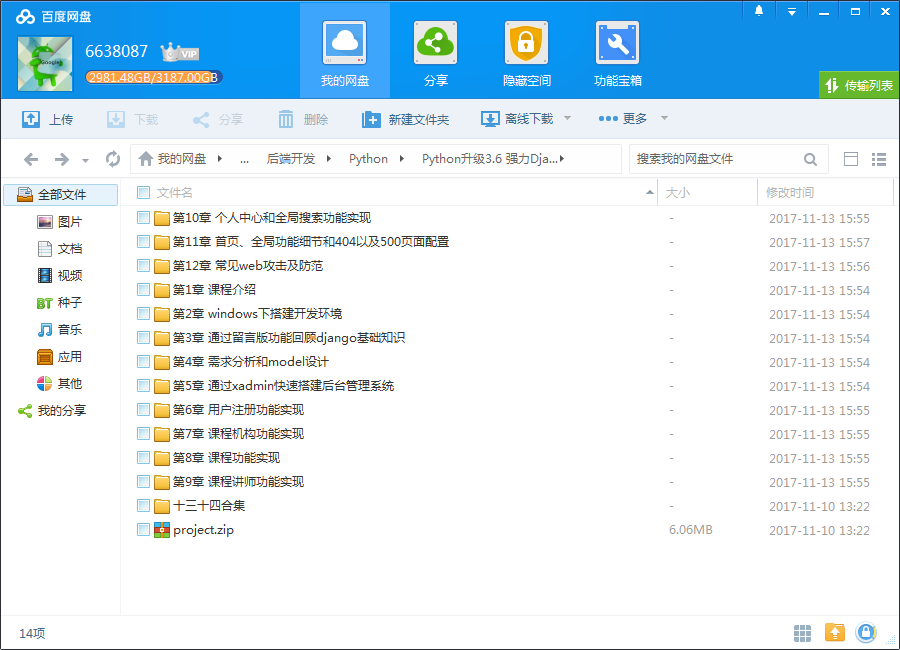 百度网盘
6638087 VIP
2981.48GB/3187.00GB
我的网盘 分享 隐藏空间 功能宝箱
传输列表
上传 下载 分享 删除 新建文件夹 离线下载 更多
我的网盘 ... 后端开发 Python Python升级3.6 强力Dja... 搜索我的网盘文件
全部文件
图片
文档
视频
BT 种子
音乐
应用
其他
我的分享
文件名 大小 修改时间
第10章 个人中心和全局搜索功能实现 - 2017-11-13 15:55
第11章 首页、全局功能细节和404以及500页面配置 - 2017-11-13 15:57
第12章 常见web攻击及防范 - 2017-11-13 15:56
第1章 课程介绍 - 2017-11-13 15:54
第2章 windows下搭建开发环境 - 2017-11-13 15:54
第3章 通过留言版功能回顾django基础知识 - 2017-11-13 15:54
第4章 需求分析和model设计 - 2017-11-13 15:54
第5章 通过xadmin快速搭建后台管理系统 - 2017-11-13 15:54
第6章 用户注册功能实现 - 2017-11-13 15:55
第7章 课程机构功能实现 - 2017-11-13 15:55
第8章 课程功能实现 - 2017-11-13 15:55
第9章 课程讲师功能实现 - 2017-11-13 15:55
十三十四合集 - 2017-11-10 13:22
project.zip 6.06MB 2017-11-10 13:22
14项